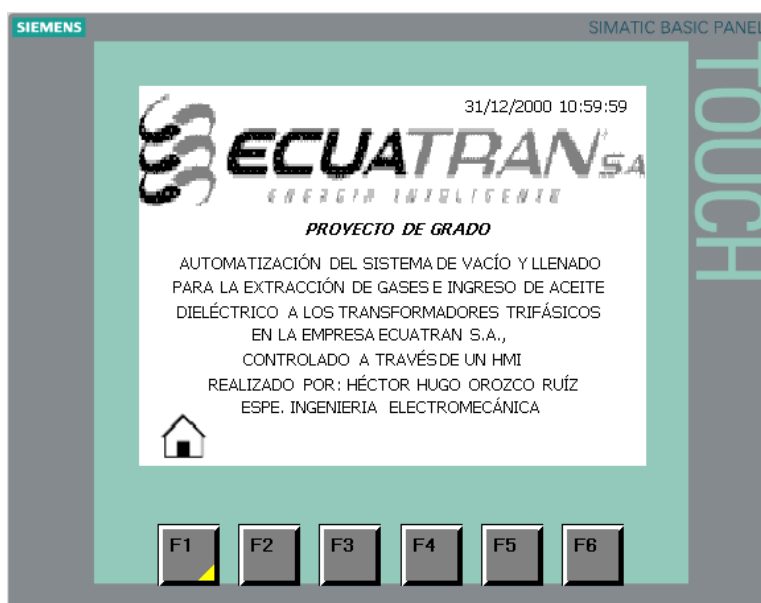 SIEMENS
SIMATIC BASIC PANEL
TOUCH
31/12/2000 10:59:59
ECUATRAN S.A
ENERGIA INTELIGENTE
PROYECTO DE GRADO
AUTOMATIZACIÓN DEL SISTEMA DE VACÍO Y LLENADO
PARA LA EXTRACCIÓN DE GASES E INGRESO DE ACEITE
DIELÉCTRICO A LOS TRANSFORMADORES TRIFÁSICOS
EN LA EMPRESA ECUATRAN S.A.,
CONTROLADO A TRAVÉS DE UN HMI
REALIZADO POR: HÉCTOR HUGO OROZCO RUÍZ
ESPE. INGENIERIA ELECTROMECÁNICA
F1 F2 F3 F4 F5 F6